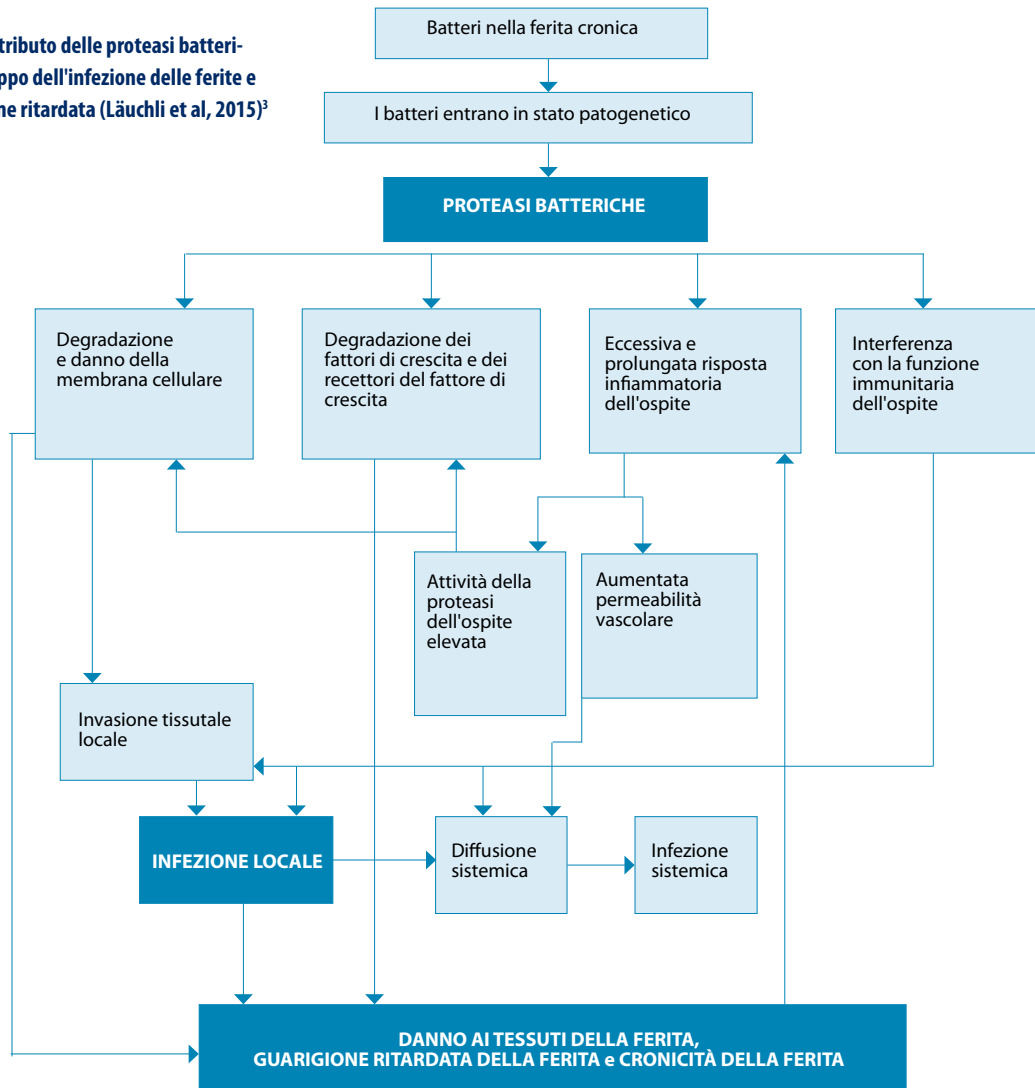 tributo delle proteasi batteri-
ppo dell'infezione delle ferite e
ne ritardata (Läuchli et al, 2015)³
Batteri nella ferita cronica
I batteri entrano in stato patogenetico
PROTEASI BATTERICHE
Degradazione
e danno della
membrana cellulare
Degradazione dei
fattori di crescita e dei
recettori del fattore di
crescita
Eccessiva e
prolungata risposta
infiammatoria
dell'ospite
Interferenza
con la funzione
immunitaria
dell'ospite
Attività della
proteasi
dell'ospite
elevata
Aumentata
permeabilità
vascolare
Invasione tissutale
locale
INFEZIONE LOCALE
Diffusione
sistemica
Infezione
sistemica
DANNO AI TESSUTI DELLA FERITA,
GUARIGIONE RITARDATA DELLA FERITA e CRONICITÀ DELLA FERITA